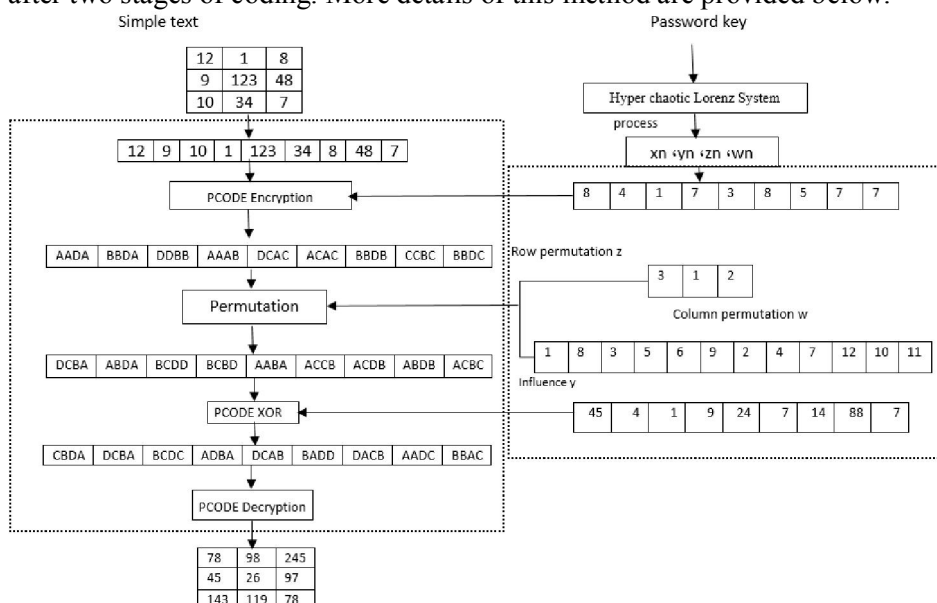 after two stages of coding. More details of this method are provided below.
Simple text
Password key
12 1 8
9 123 48
10 34 7
Hyper chaotic Lorenz System
process
xn ،yn ،zn ،wn
12 9 10 1 123 34 8 48 7
8 4 1 7 3 8 5 7 7
PCODE Encryption
AADA BBDA DDBB AAAB DCAC ACAC BBDB CCBC BBDC
Row permutation z
3 1 2
Permutation
Column permutation w
1 8 3 5 6 9 2 4 7 12 10 11
DCBA ABDA BCDD BCBD AABA ACCB ACDB ABDB ACBC
Influence y
45 4 1 9 24 7 14 88 7
PCODE XOR
CBDA DCBA BCDC ADBA DCAB BADD DACB AADC BBAC
PCODE Decryption
78 98 245
45 26 97
143 119 78